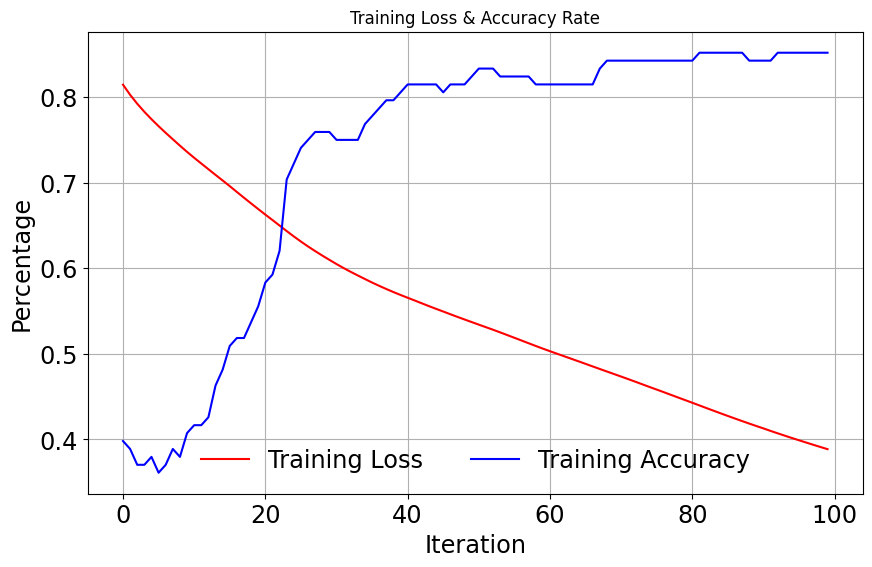 Training Loss & Accuracy Rate
Percentage
0.8
0.7
0.6
0.5
0.4
Training Loss
Training Accuracy
0 20 40 60 80 100
Iteration